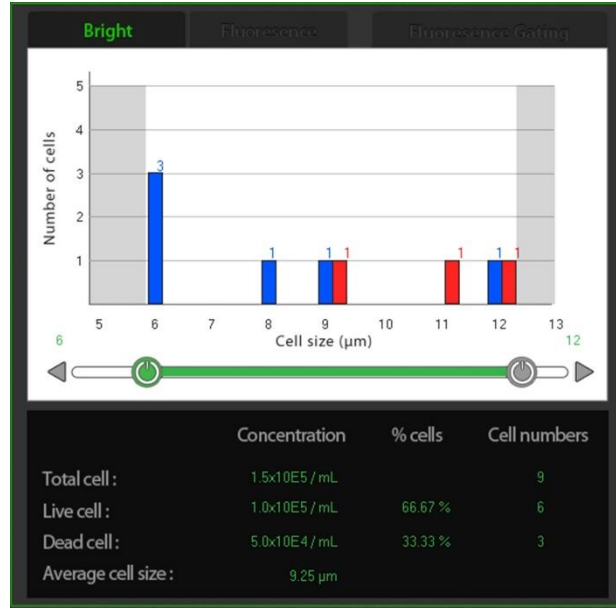 Bright Fluoresence Fluoresence Gating
Number of cells
5
4
3
2
1
3
1
1 1
1
1 1
5 6 7 8 9 10 11 12 13
6 Cell size (µm) 12
Concentration % cells Cell numbers
Total cell : 1.5x10E5 / mL 9
Live cell : 1.0x10E5 / mL 66.67 % 6
Dead cell : 5.0x10E4 / mL 33.33 % 3
Average cell size : 9.25 µm